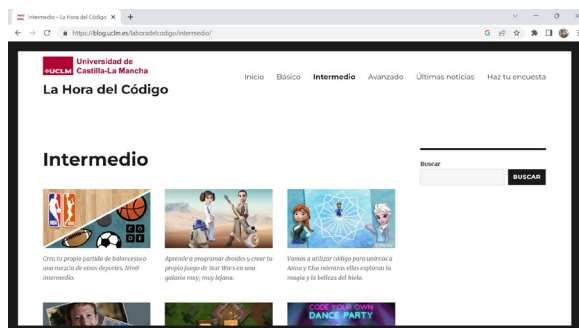 Intermedio – La Hora del Código
https://blog.uclm.es/lahoradelcodigo/intermedio/
UCLM
Universidad de
Castilla-La Mancha
La Hora del Código
Inicio Básico Intermedio Avanzado Últimas noticias Haz tu encuesta
Intermedio
Buscar
BUSCAR
NBA
CODE
Crea tu propio partido de baloncesto o
una mezcla de otros deportes. Nivel
intermedio.
Aprende a programar droides y crear tu
propio juego de Star Wars en una
galaxia muy, muy lejana.
Vamos a utilizar código para unirnos a
Anna y Elsa mientras ellas exploran la
magia y la belleza del hielo.
CODE YOUR OWN
DANCE PARTY